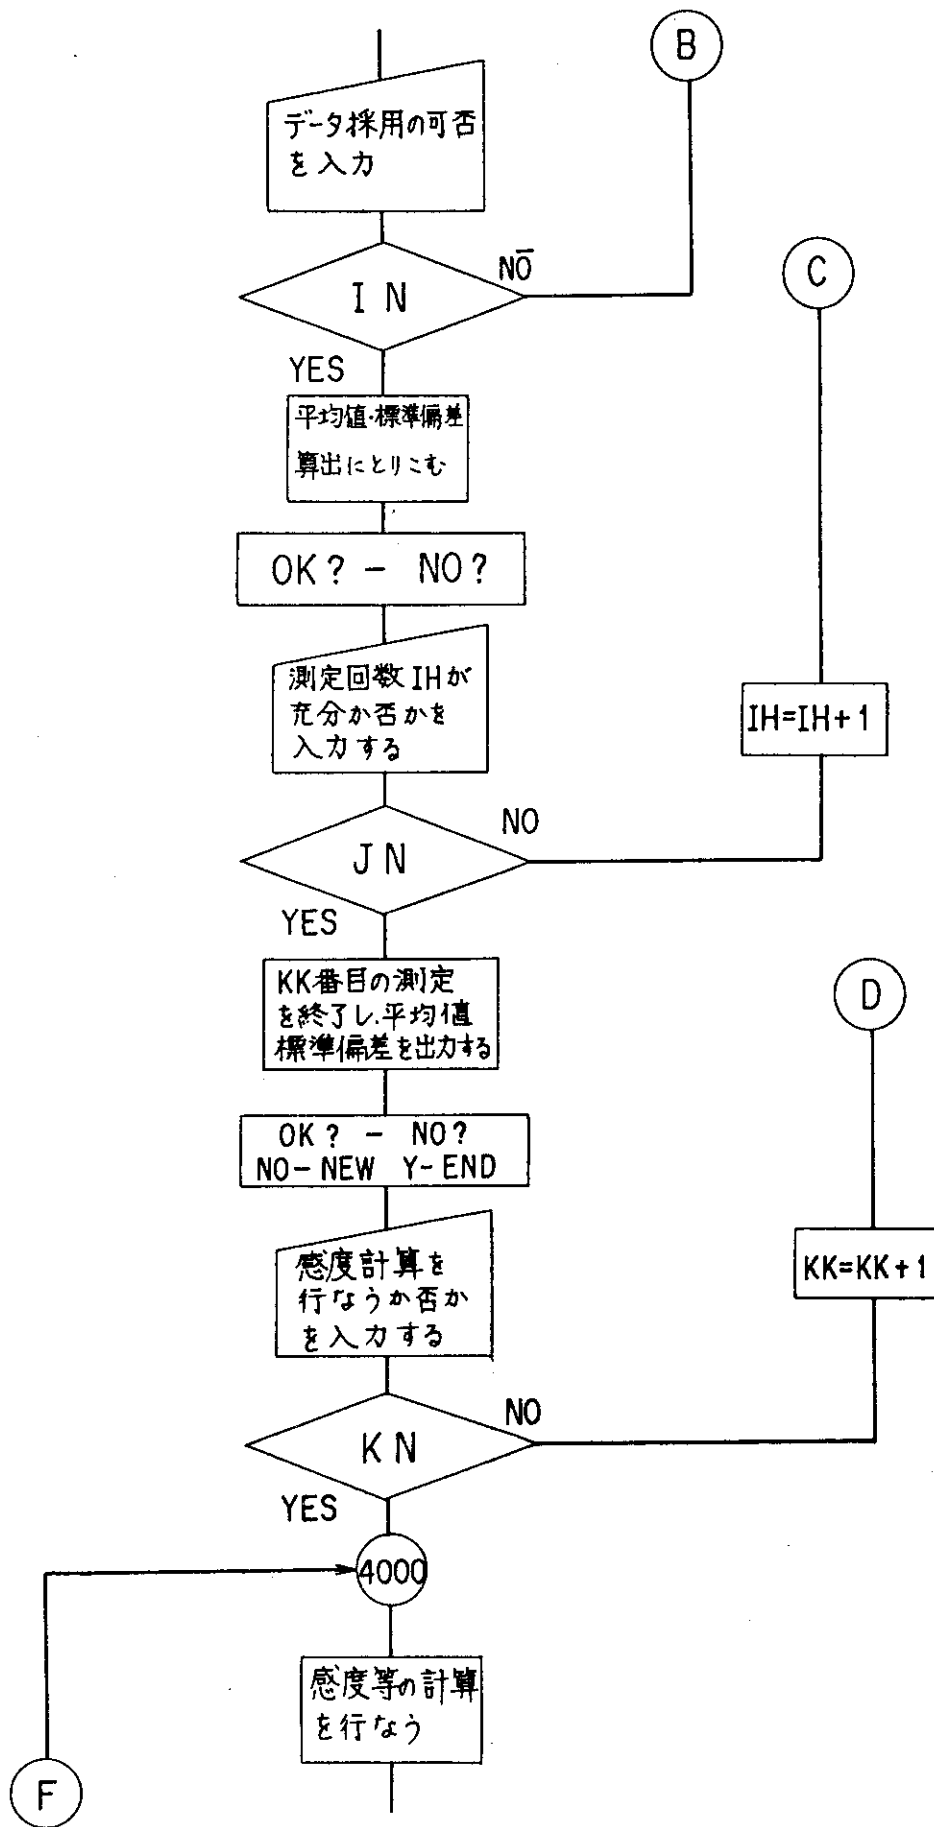 B
データ採用の可否
を入力
IN
NO
C
YES
平均値・標準偏差
算出にとりこむ
OK? - NO?
測定回数IHが
充分か否かを
入力する
IH=IH+1
JN
NO
YES
KK番目の測定
を終了し、平均値
標準偏差を出力する
D
OK? - NO?
NO-NEW Y-END
感度計算を
行なうか否か
を入力する
KK=KK+1
KN
NO
YES
4000
感度等の計算
を行なう
F